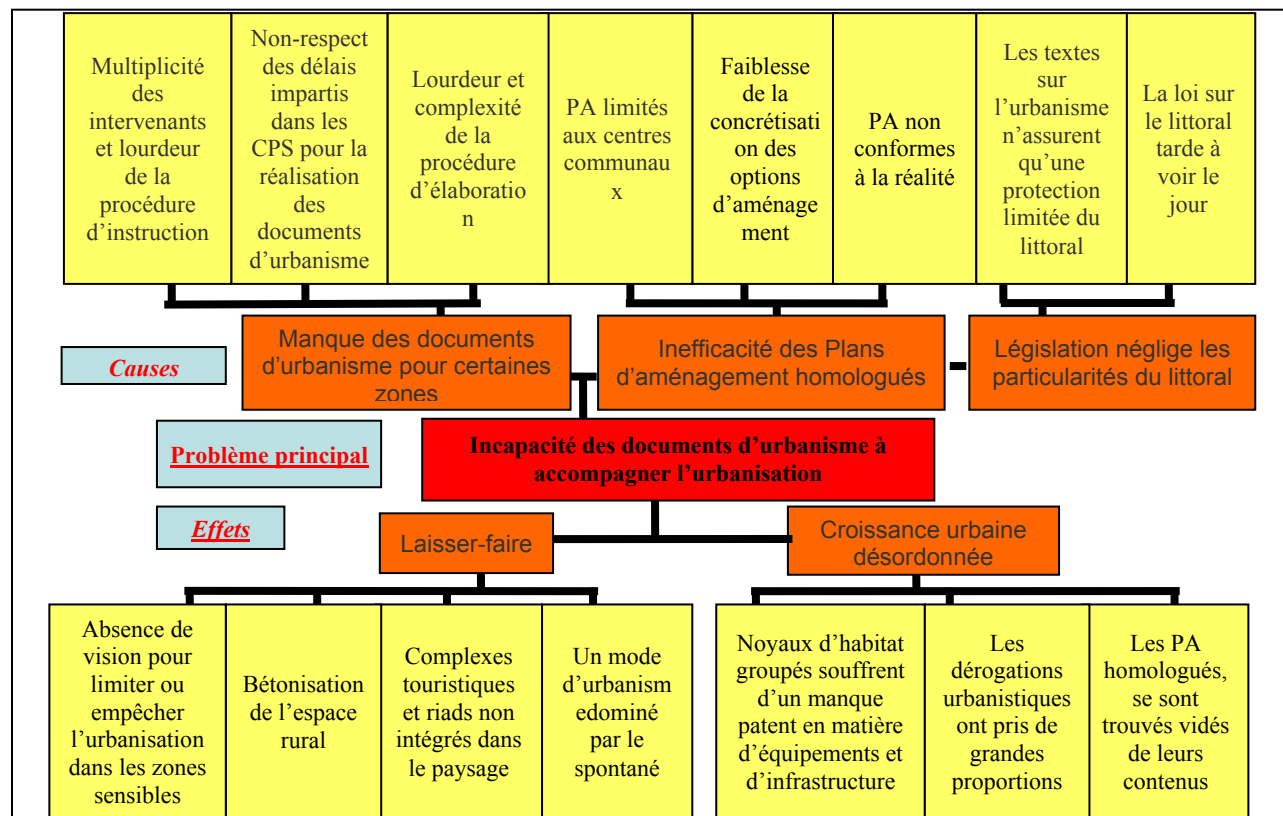 Multiplicité
des
intervenants
et lourdeur
de la
procédure
d’instruction
Non-respect
des délais
impartis
dans les
CPS pour la
réalisation
des
documents
d’urbanisme
Lourdeur et
complexité
de la
procédure
d’élaboratio
n
PA limités
aux centres
communau
x
Faiblesse
de la
concrétisati
on des
options
d’aménage
ment
PA non
conformes
à la réalité
Les textes
sur
l’urbanisme
n’assurent
qu’une
protection
limitée du
littoral
La loi sur
le littoral
tarde à
voir le
jour
Causes
Manque des documents
d’urbanisme pour certaines
zones
Inefficacité des Plans
d’aménagement homologués
Législation néglige les
particularités du littoral
Problème principal
Incapacité des documents d’urbanisme à
accompagner l’urbanisation
Effets
Laisser-faire
Croissance urbaine
désordonnée
Absence de
vision pour
limiter ou
empêcher
l’urbanisation
dans les zones
sensibles
Bétonisation
de l’espace
rural
Complexes
touristiques
et riads non
intégrés dans
le paysage
Un mode
d’urbanism
edominé
par le
spontané
Noyaux d’habitat
groupés souffrent
d’un manque
patent en matière
d’équipements et
d’infrastructure
Les
dérogations
urbanistiques
ont pris de
grandes
proportions
Les PA
homologués,
se sont
trouvés vidés
de leurs
contenus